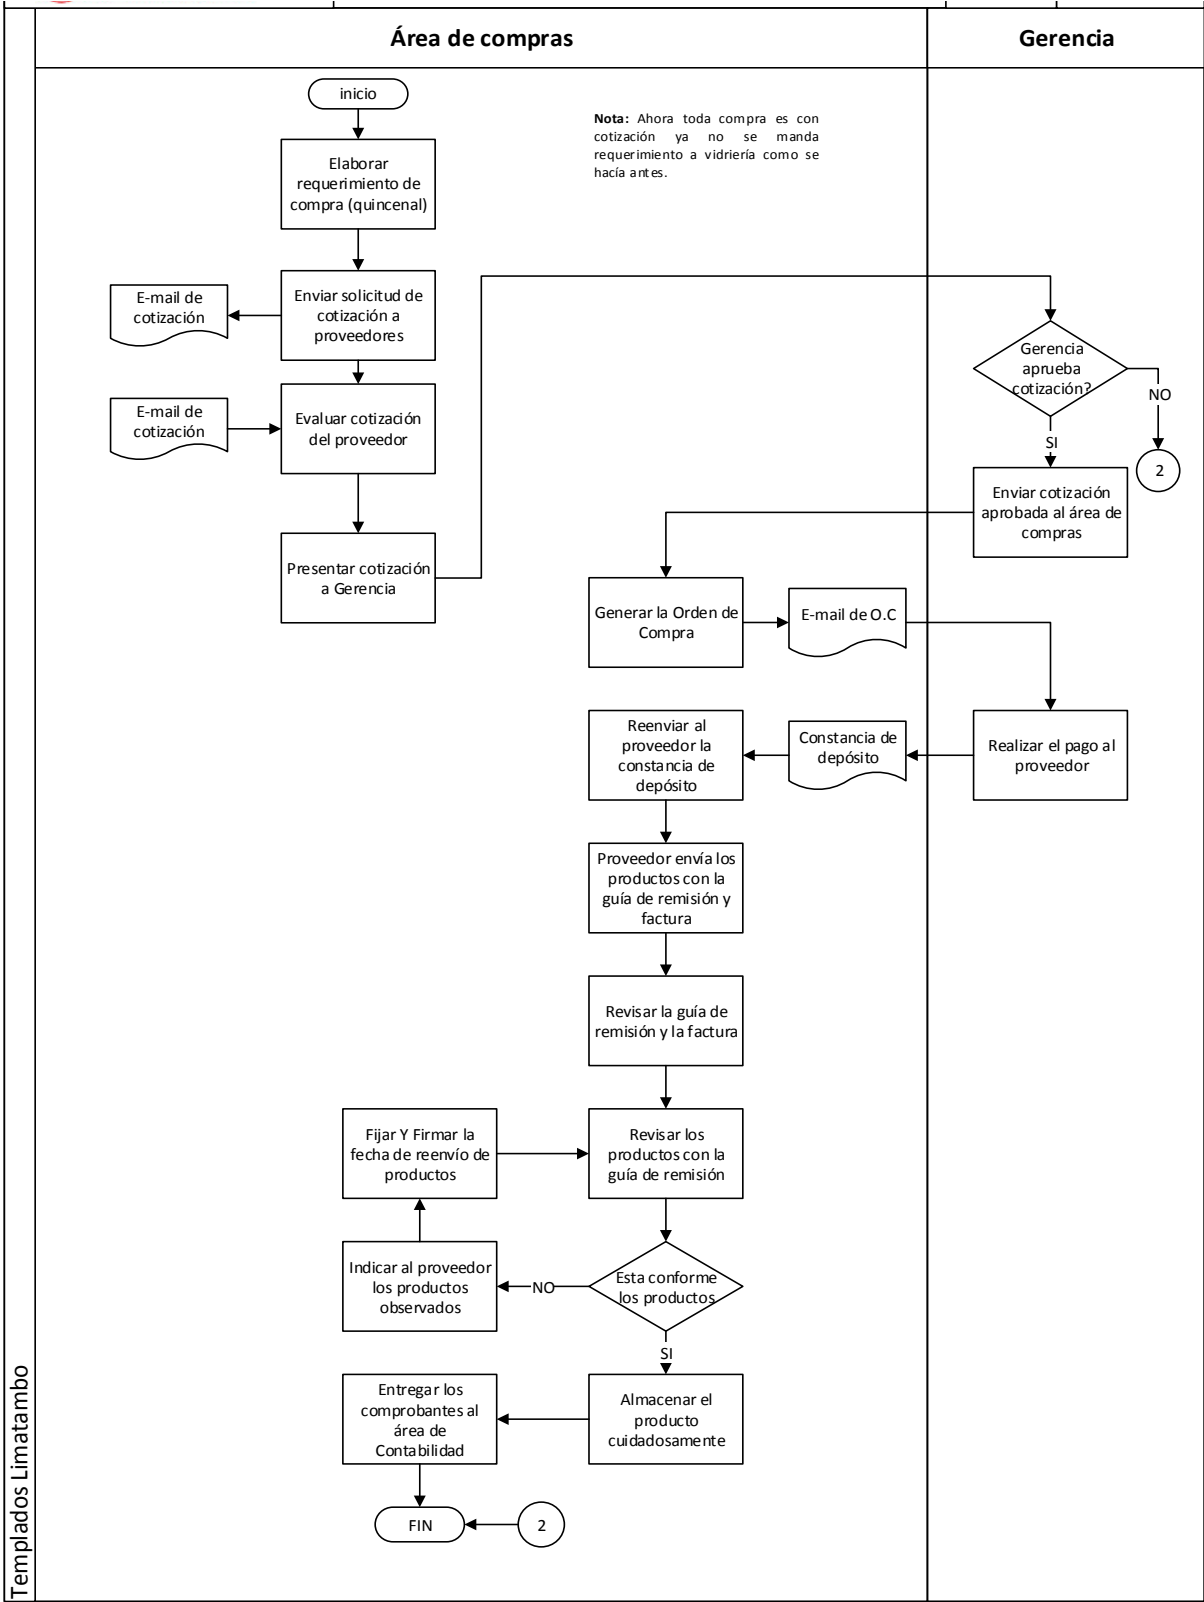 Área de compras
Gerencia
inicio
Nota: Ahora toda compra es con
cotización ya no se manda
requerimiento a vidriería como se
hacía antes.
Elaborar
requerimiento de
compra (quincenal)
E-mail de
cotización
Enviar solicitud de
cotización a
proveedores
Gerencia
aprueba
cotización?
NO
2
SI
E-mail de
cotización
Evaluar cotización
del proveedor
Enviar cotización
aprobada al área de
compras
Presentar cotización
a Gerencia
Generar la Orden de
Compra
E-mail de O.C
Reenviar al
proveedor la
constancia de
depósito
Constancia de
depósito
Realizar el pago al
proveedor
Proveedor envía los
productos con la
guía de remisión y
factura
Revisar la guía de
remisión y la factura
Fijar Y Firmar la
fecha de reenvío de
productos
Revisar los
productos con la
guía de remisión
Indicar al proveedor
los productos
observados
NO
Esta conforme
los productos
SI
Entregar los
comprobantes al
área de
Contabilidad
Almacenar el
producto
cuidadosamente
FIN
2
Templados Limatambo